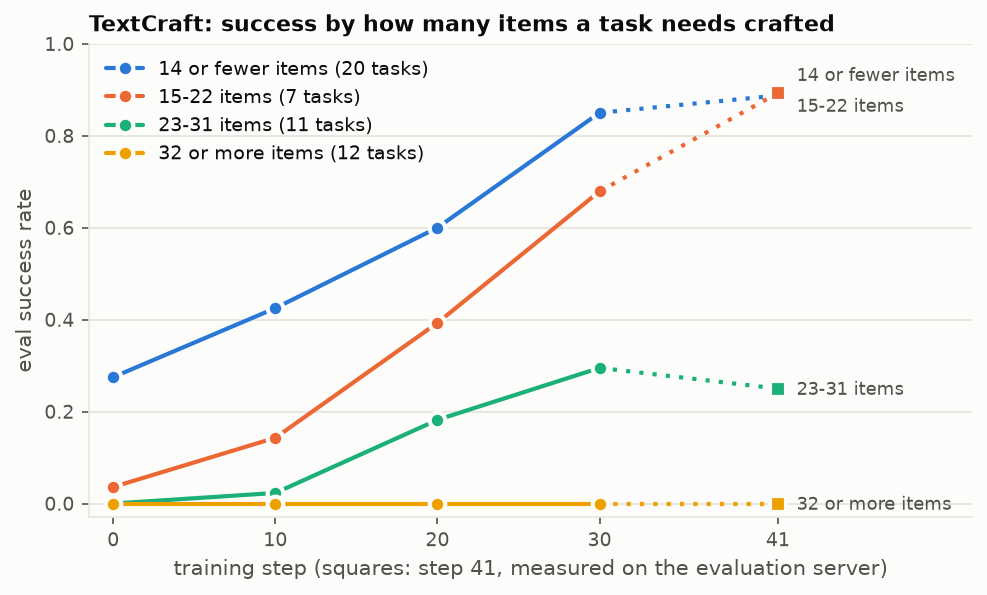 TextCraft: success by how many items a task needs crafted
1.0
0.8
0.6
0.4
0.2
0.0
eval success rate
14 or fewer items (20 tasks)
15-22 items (7 tasks)
23-31 items (11 tasks)
32 or more items (12 tasks)
14 or fewer items
15-22 items
23-31 items
32 or more items
0
10
20
30
41
training step (squares: step 41, measured on the evaluation server)